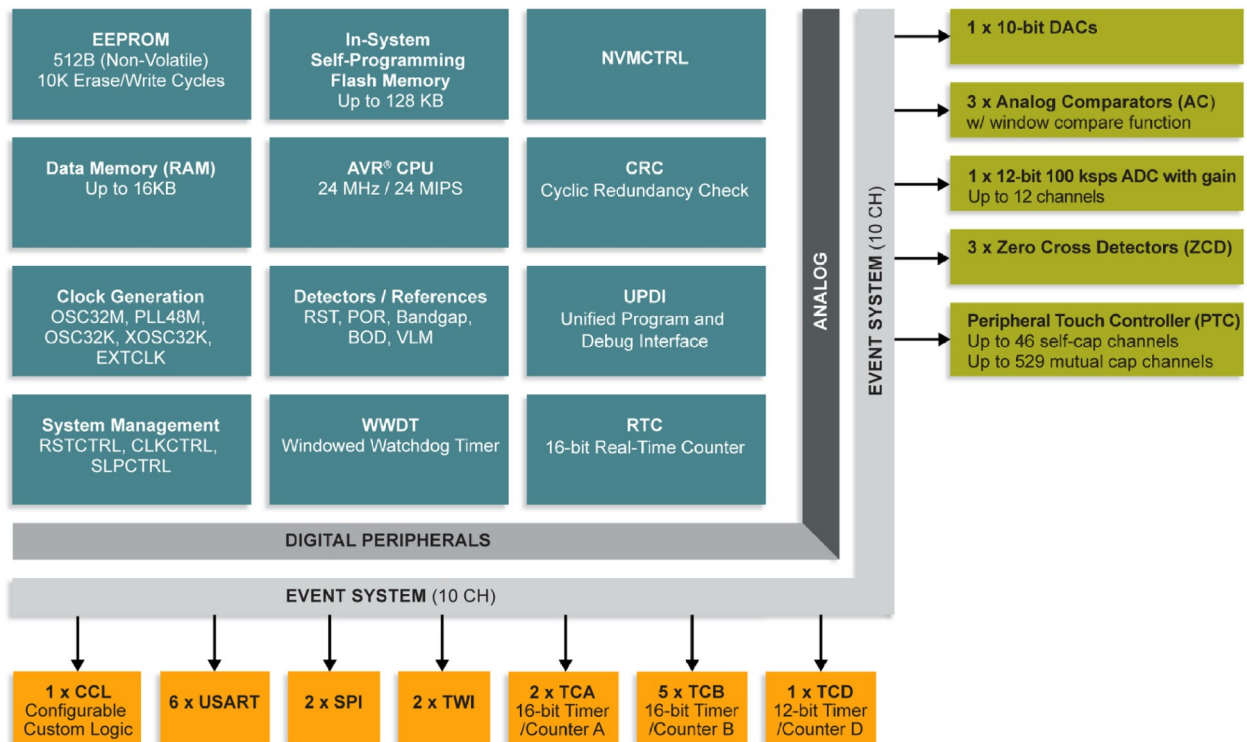 EEPROM
512B (Non-Volatile)
10K Erase/Write Cycles
In-System
Self-Programming
Flash Memory
Up to 128 KB
NVMCTRL
Data Memory (RAM)
Up to 16KB
AVR® CPU
24 MHz / 24 MIPS
CRC
Cyclic Redundancy Check
Clock Generation
OSC32M, PLL48M,
OSC32K, XOSC32K,
EXTCLK
Detectors / References
RST, POR, Bandgap,
BOD, VLM
UPDI
Unified Program and
Debug Interface
System Management
RSTCTRL, CLKCTRL,
SLPCTRL
WWDT
Windowed Watchdog Timer
RTC
16-bit Real-Time Counter
ANALOG
EVENT SYSTEM (10 CH)
1 x 10-bit DACs
3 x Analog Comparators (AC)
w/ window compare function
1 x 12-bit 100 ksps ADC with gain
Up to 12 channels
3 x Zero Cross Detectors (ZCD)
Peripheral Touch Controller (PTC)
Up to 46 self-cap channels
Up to 529 mutual cap channels
DIGITAL PERIPHERALS
EVENT SYSTEM (10 CH)
1 x CCL
Configurable
Custom Logic
6 x USART
2 x SPI
2 x TWI
2 x TCA
16-bit Timer
/Counter A
5 x TCB
16-bit Timer
/Counter B
1 x TCD
12-bit Timer
/Counter D